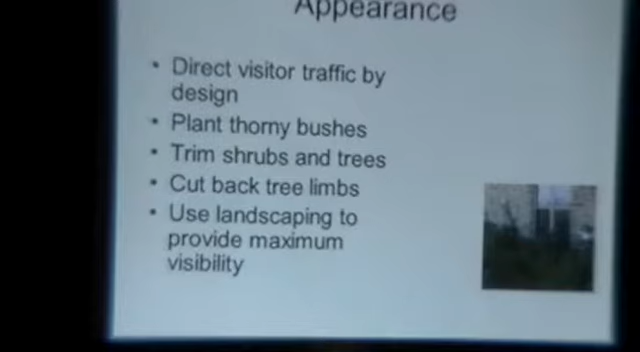 Appearance
• Direct visitor traffic by
design
• Plant thorny bushes
• Trim shrubs and trees
• Cut back tree limbs
• Use landscaping to
provide maximum
visibility